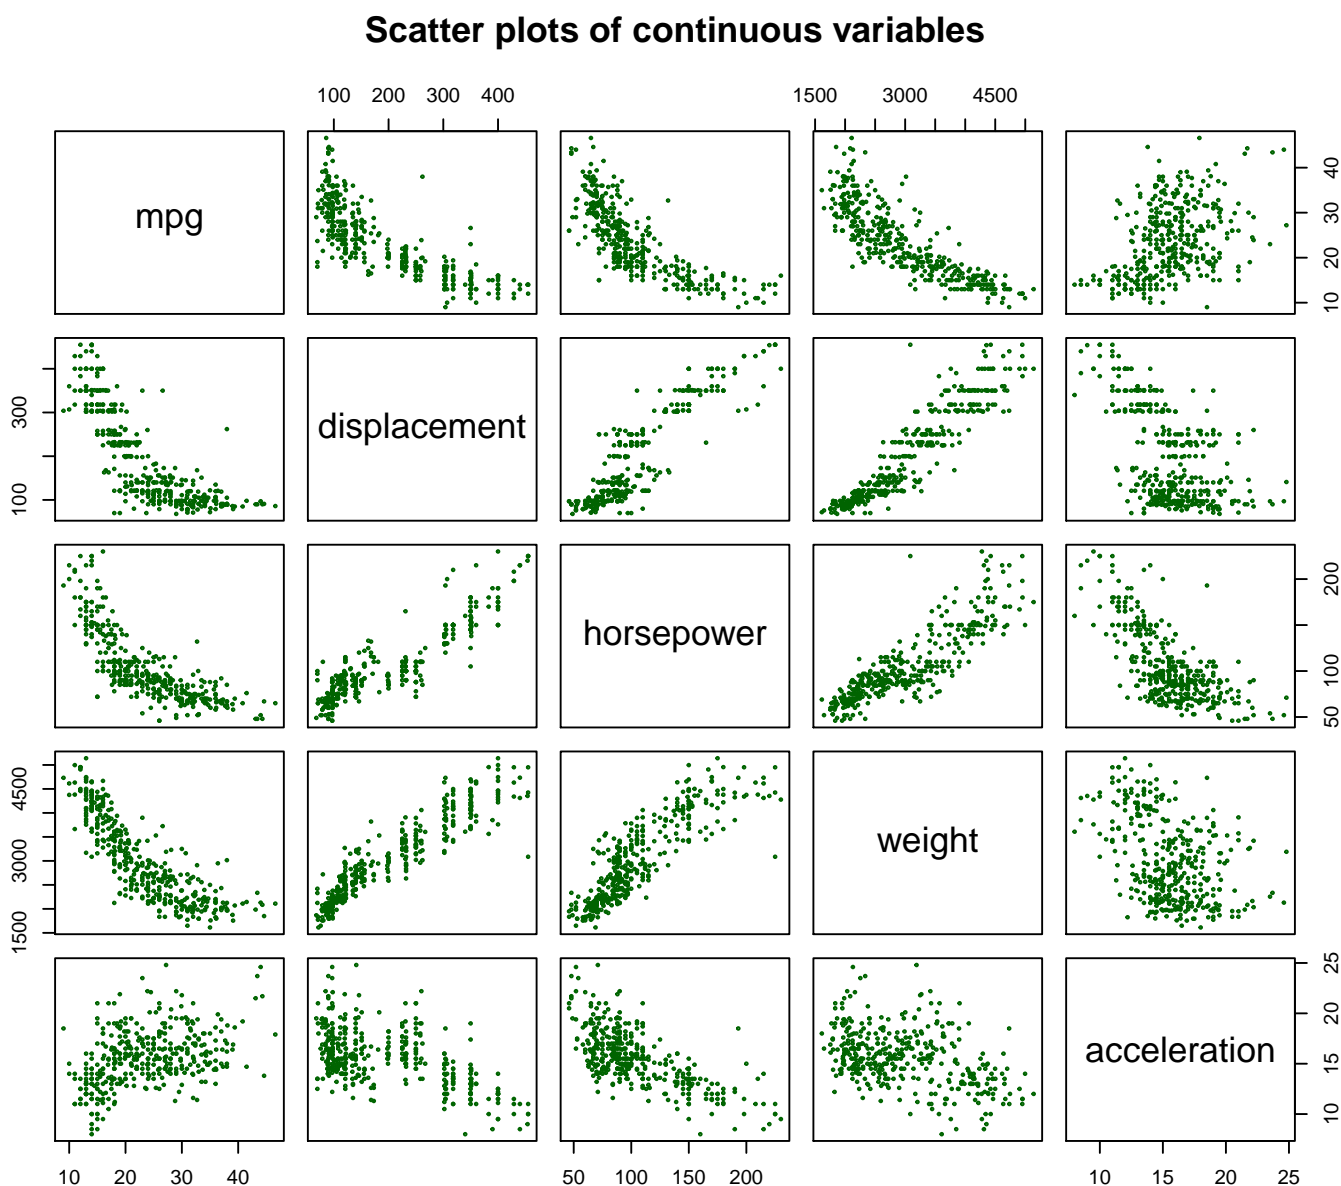 Scatter plots of continuous variables
100 200 300 400
1500 3000 4500
mpg
10 20 30 40
displacement
100 300
horsepower
50 100 200
weight
1500 3000 4500
acceleration
10 15 20 25
10 20 30 40
50 100 150 200
10 15 20 25